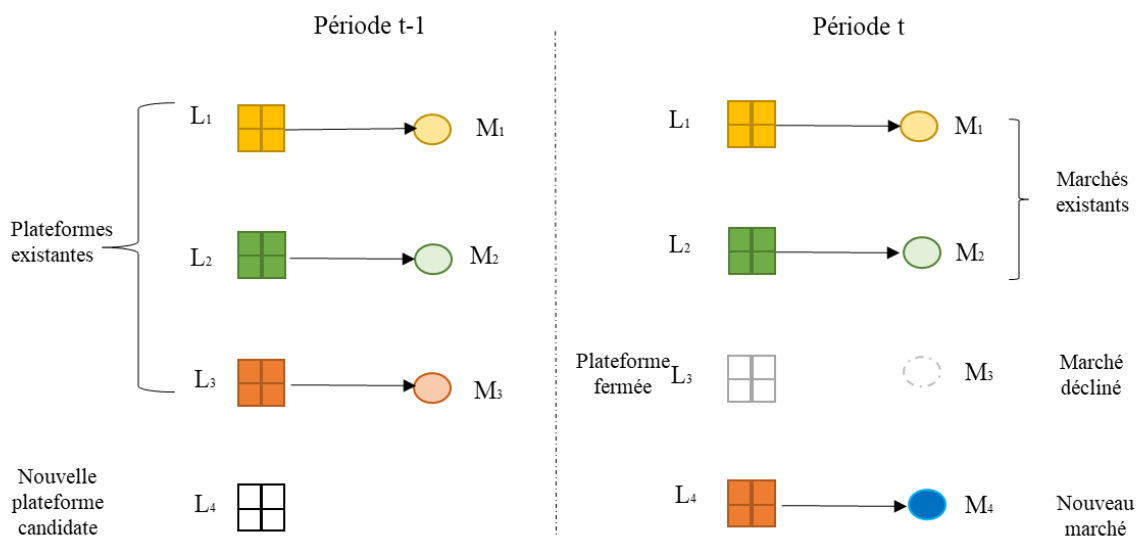 Période t-1
L1
M1
Plateformes
existantes
L2
M2
L3
M3
Nouvelle
plateforme
candidate
L4
Période t
L1
M1
Marchés
existants
L2
M2
Plateforme
fermée
L3
M3
Marché
décliné
L4
M4
Nouveau
marché